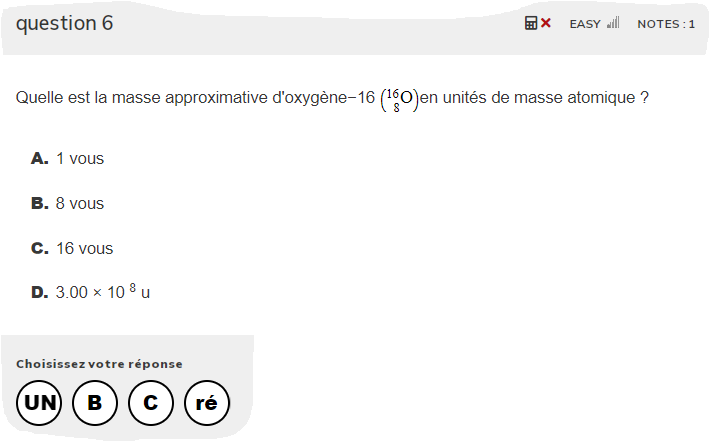 question 6
EASY NOTES : 1
Quelle est la masse approximative d'oxygène−16 (¹⁶₈O)en unités de masse atomique ?
A. 1 vous
B. 8 vous
C. 16 vous
D. 3.00 × 10 ⁸ u
Choisissez votre réponse
UN B C ré